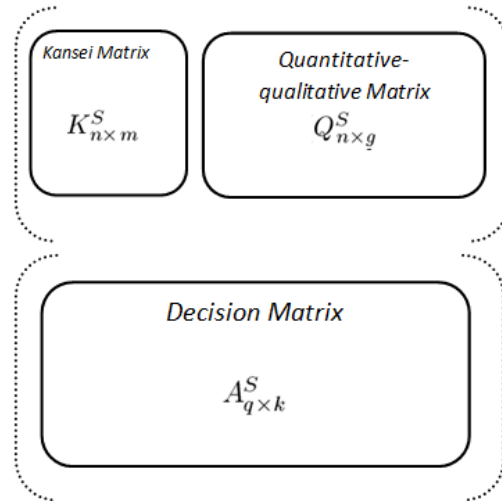 Kansei Matrix
K^S_{n×m}
Quantitative-
qualitative Matrix
Q^S_{n×g}
Decision Matrix
A^S_{q×k}